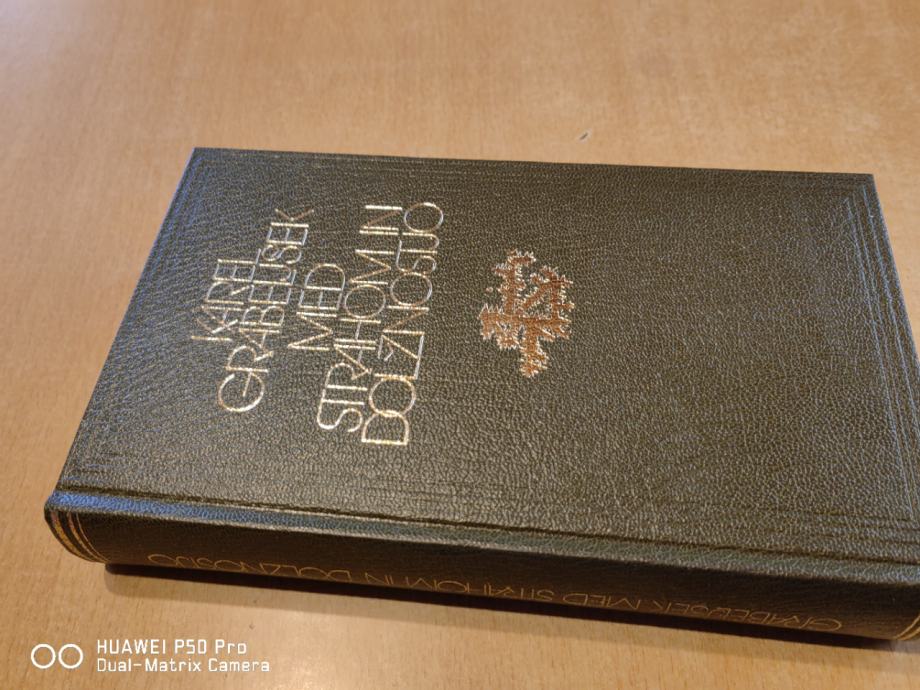 KAREL
GRABELJŠEK
MED
STRAHOM IN
DOLŽNOSTJO
GRABELJŠEK MED STRAHOM IN DOLŽNOSTJO
HUAWEI P50 Pro
Dual-Matrix Camera